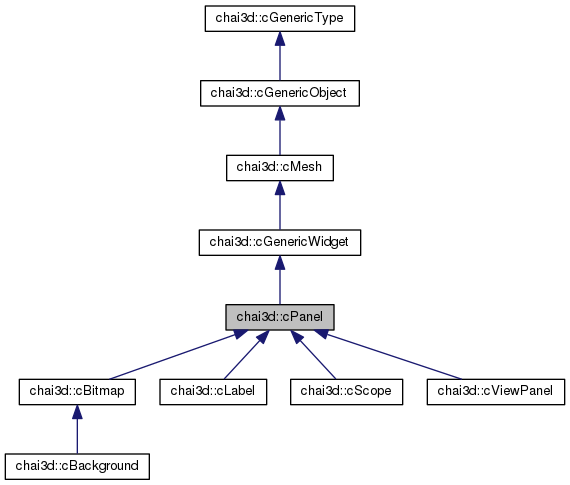 chai3d::cGenericType
chai3d::cGenericObject
chai3d::cMesh
chai3d::cGenericWidget
chai3d::cPanel
chai3d::cBitmap
chai3d::cLabel
chai3d::cScope
chai3d::cViewPanel
chai3d::cBackground